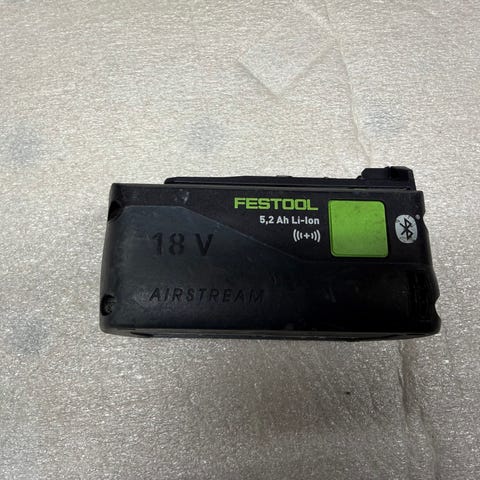 FESTOOL
5,2 Ah Li-Ion
18 V
AIRSTREAM